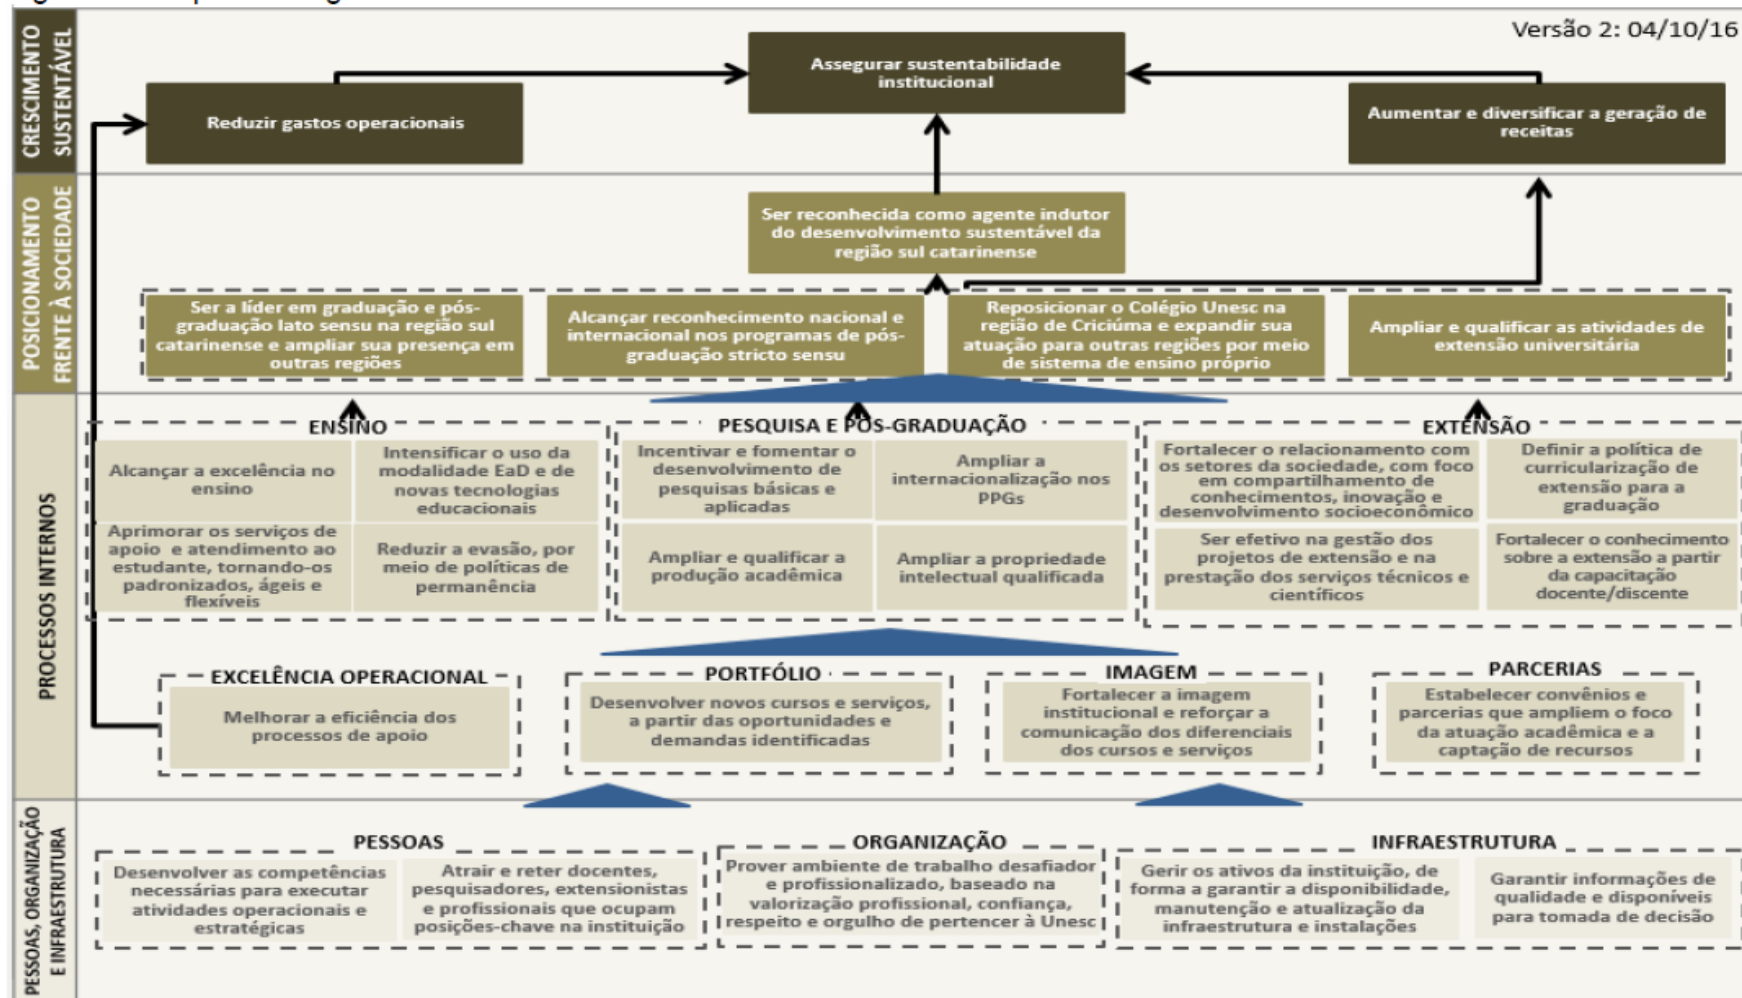 Versão 2: 04/10/16
CRESCIMENTO
SUSTENTÁVEL
Assegurar sustentabilidade
institucional
Reduzir gastos operacionais
Aumentar e diversificar a geração de
receitas
POSICIONAMENTO
FRENTE À SOCIEDADE
Ser reconhecida como agente indutor
do desenvolvimento sustentável da
região sul catarinense
Ser a líder em graduação e pós-
graduação lato sensu na região sul
catarinense e ampliar sua presença em
outras regiões
Alcançar reconhecimento nacional e
internacional nos programas de pós-
graduação stricto sensu
Reposicionar o Colégio Unesc na
região de Criciúma e expandir sua
atuação para outras regiões por meio
de sistema de ensino próprio
Ampliar e qualificar as atividades de
extensão universitária
PROCESSOS INTERNOS
ENSINO
Alcançar a excelência no
ensino
Intensificar o uso da
modalidade EaD e de
novas tecnologias
educacionais
Aprimorar os serviços de
apoio e atendimento ao
estudante, tornando-os
padronizados, ágeis e
flexíveis
Reduzir a evasão, por
meio de políticas de
permanência
PESQUISA E PÓS-GRADUAÇÃO
Incentivar e fomentar o
desenvolvimento de
pesquisas básicas e
aplicadas
Ampliar a
internacionalização nos
PPGs
Ampliar e qualificar a
produção acadêmica
Ampliar a propriedade
intelectual qualificada
EXTENSÃO
Fortalecer o relacionamento com
os setores da sociedade, com foco
em compartilhamento de
conhecimentos, inovação e
desenvolvimento socioeconômico
Definir a política de
curricularização de
extensão para a
graduação
Ser efetivo na gestão dos
projetos de extensão e na
prestação dos serviços técnicos e
científicos
Fortalecer o conhecimento
sobre a extensão a partir
da capacitação
docente/discente
EXCELÊNCIA OPERACIONAL
Melhorar a eficiência dos
processos de apoio
PORTFÓLIO
Desenvolver novos cursos e serviços,
a partir das oportunidades e
demandas identificadas
IMAGEM
Fortalecer a imagem
institucional e reforçar a
comunicação dos diferenciais
dos cursos e serviços
PARCERIAS
Estabelecer convênios e
parcerias que ampliem o foco
da atuação acadêmica e a
captação de recursos
PESSOAS, ORGANIZAÇÃO
E INFRAESTRUTURA
PESSOAS
Desenvolver as competências
necessárias para executar
atividades operacionais e
estratégicas
Atrair e reter docentes,
pesquisadores, extensionistas
e profissionais que ocupam
posições-chave na instituição
ORGANIZAÇÃO
Prover ambiente de trabalho desafiador
e profissionalizado, baseado na
valorização profissional, confiança,
respeito e orgulho de pertencer à Unesc
INFRAESTRUTURA
Gerir os ativos da instituição, de
forma a garantir a disponibilidade,
manutenção e atualização da
infraestrutura e instalações
Garantir informações de
qualidade e disponíveis
para tomada de decisão